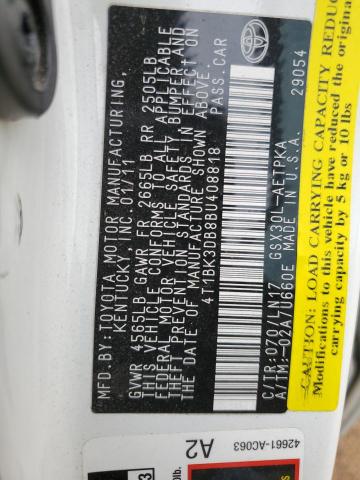 MFD. BY: TOYOTA MOTOR MANUFACTURING,
KENTUCKY, INC. 01/11
GVWR 4565LB GAWR FR 2665LB RR 2505LB
THIS VEHICLE CONFORMS TO ALL APPLICABLE
FEDERAL MOTOR VEHICLE SAFETY, BUMPER AND
THEFT PREVENTION STANDARDS IN EFFECT ON
THE DATE OF MANUFACTURE SHOWN ABOVE.
4T1BK3DB8BU408818 PASS.CAR
C/TR:070/LN17 GSX30L-AETPKA
A/TM:-02A/U660E MADE IN U.S.A. 29054
TOYOTA
NOTICE: LOAD CARRYING CAPACITY REDUC
Modifications to this vehicle have reduced the original
carrying capacity by 5 kg or 10 lbs
42661-AC063
A2